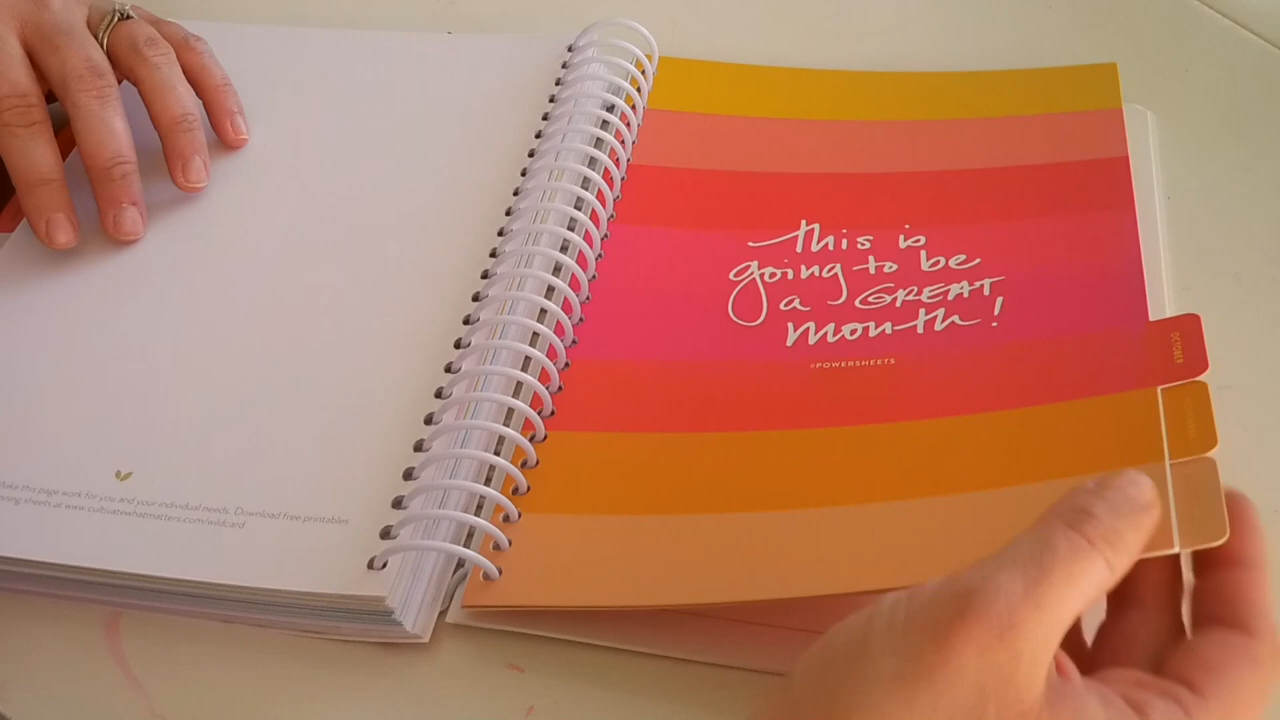 Make this page work for you and your individual needs. Download free printables
sheets at www.cultivatewhatmatters.com/wildcard
this is
going to be
a GREAT
month!
#POWERSHEETS
OCTOBER